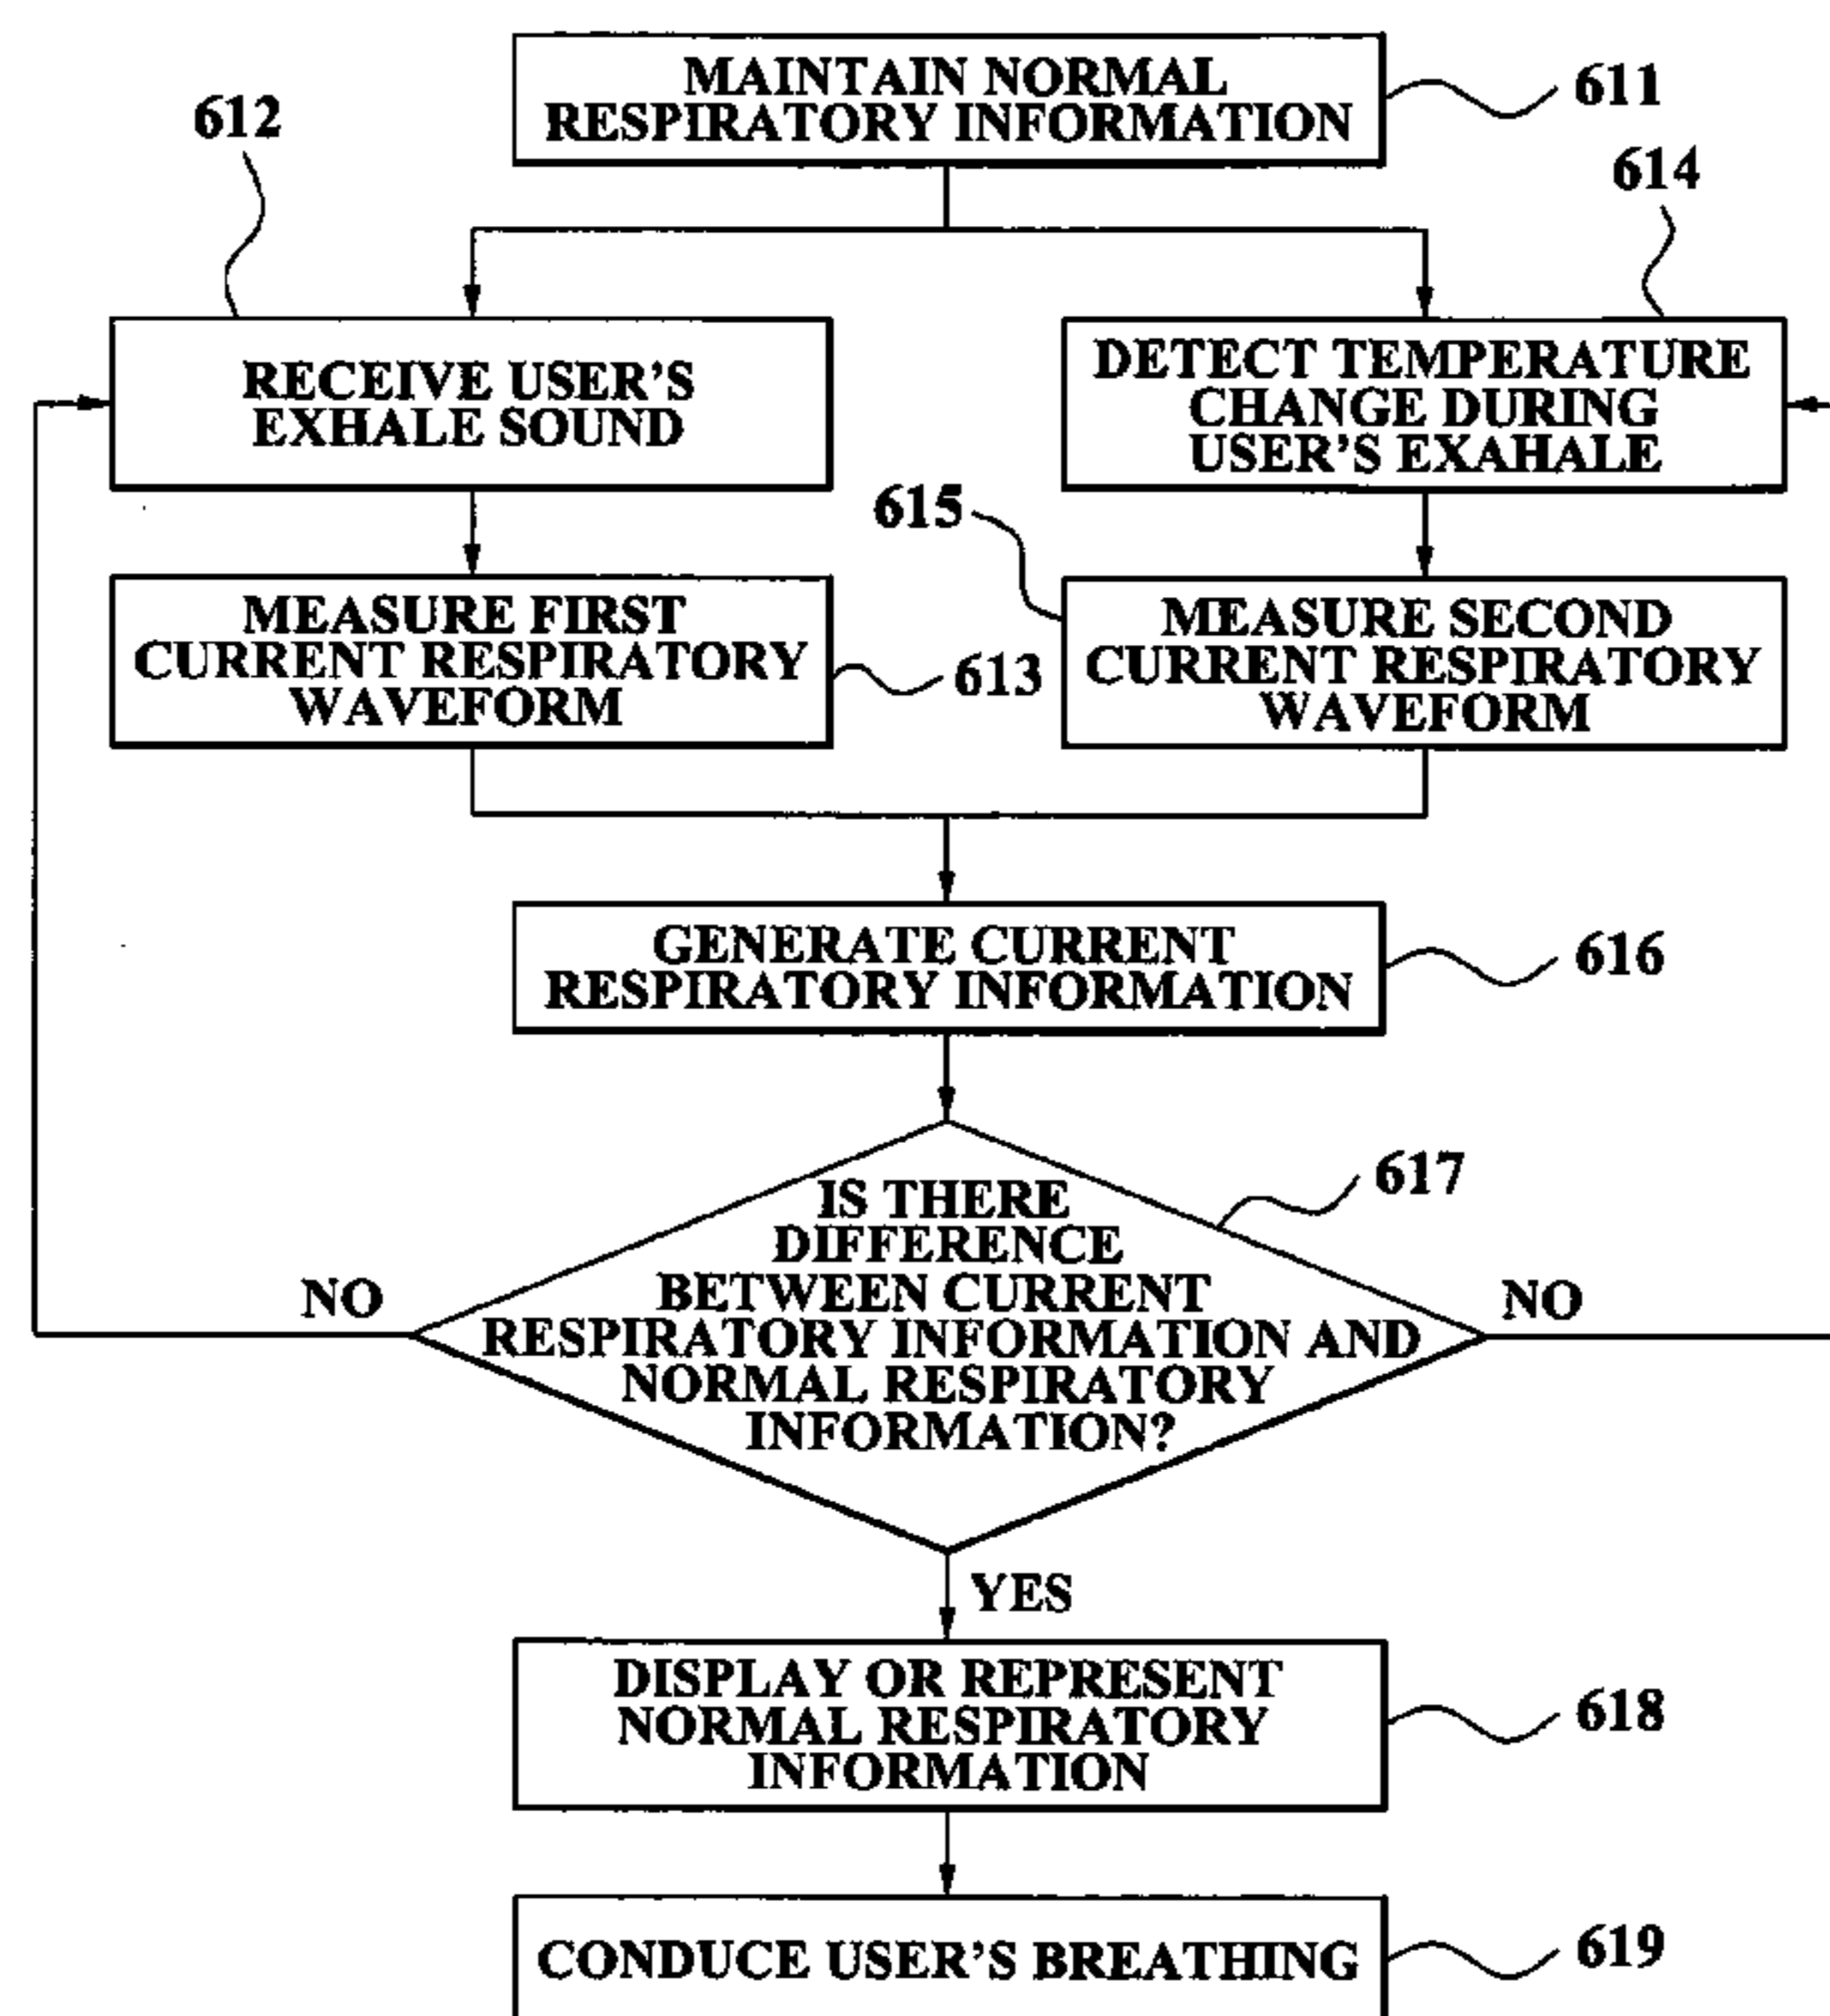 MAINTAIN NORMAL
RESPIRATORY INFORMATION
611
612
614
RECEIVE USER'S
EXHALE SOUND
DETECT TEMPERATURE
CHANGE DURING
USER'S EXAHALE
615
MEASURE FIRST
CURRENT RESPIRATORY
WAVEFORM
613
MEASURE SECOND
CURRENT RESPIRATORY
WAVEFORM
GENERATE CURRENT
RESPIRATORY INFORMATION
616
617
IS THERE
DIFFERENCE
BETWEEN CURRENT
RESPIRATORY INFORMATION AND
NORMAL RESPIRATORY
INFORMATION?
NO
NO
YES
DISPLAY OR REPRESENT
NORMAL RESPIRATORY
INFORMATION
618
CONDUCE USER'S BREATHING
619